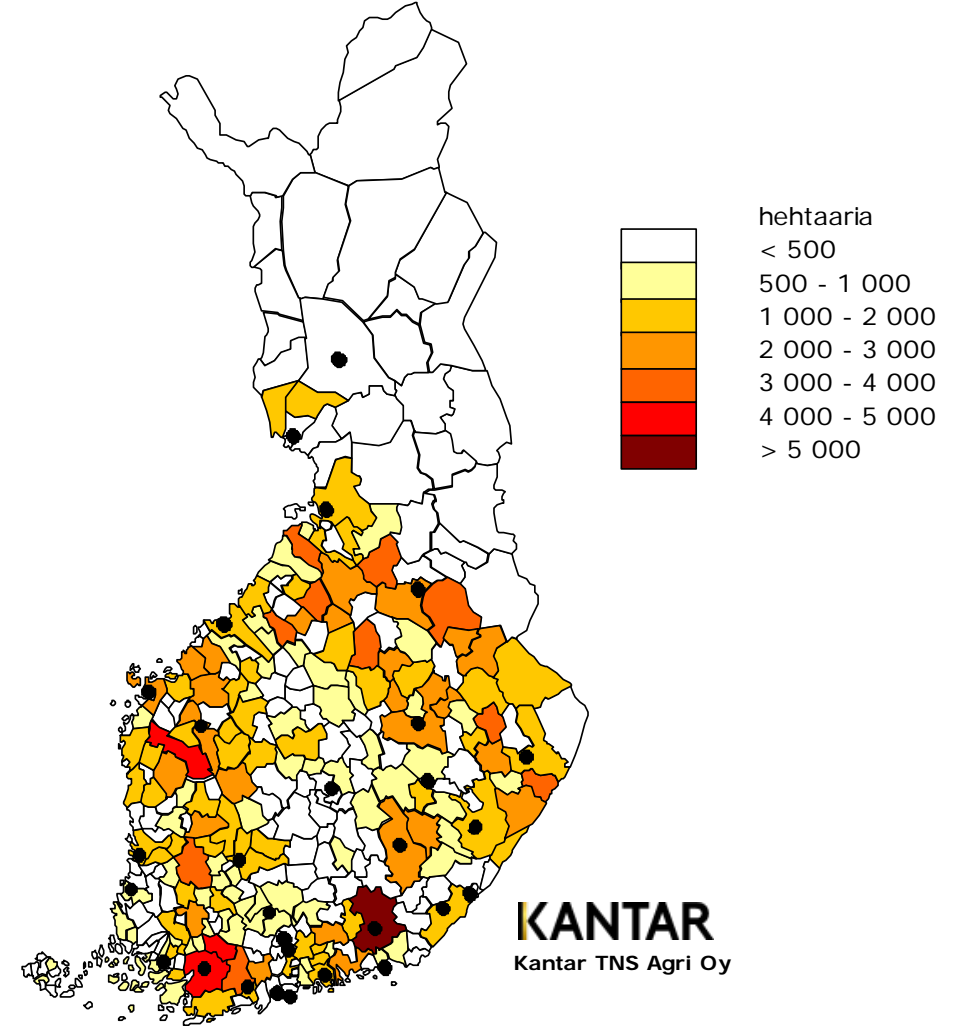 hehtaaria
< 500
500 - 1 000
1 000 - 2 000
2 000 - 3 000
3 000 - 4 000
4 000 - 5 000
> 5 000
KANTAR
Kantar TNS Agri Oy